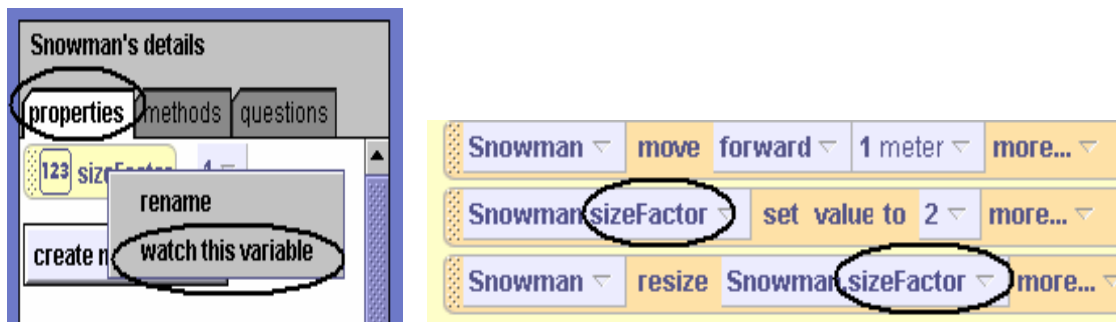 Snowman's details
properties methods questions
123 sizeFactor 1
rename
create n
watch this variable
Snowman move forward 1 meter more...
Snowman.sizeFactor set value to 2 more...
Snowman resize Snowman.sizeFactor more...